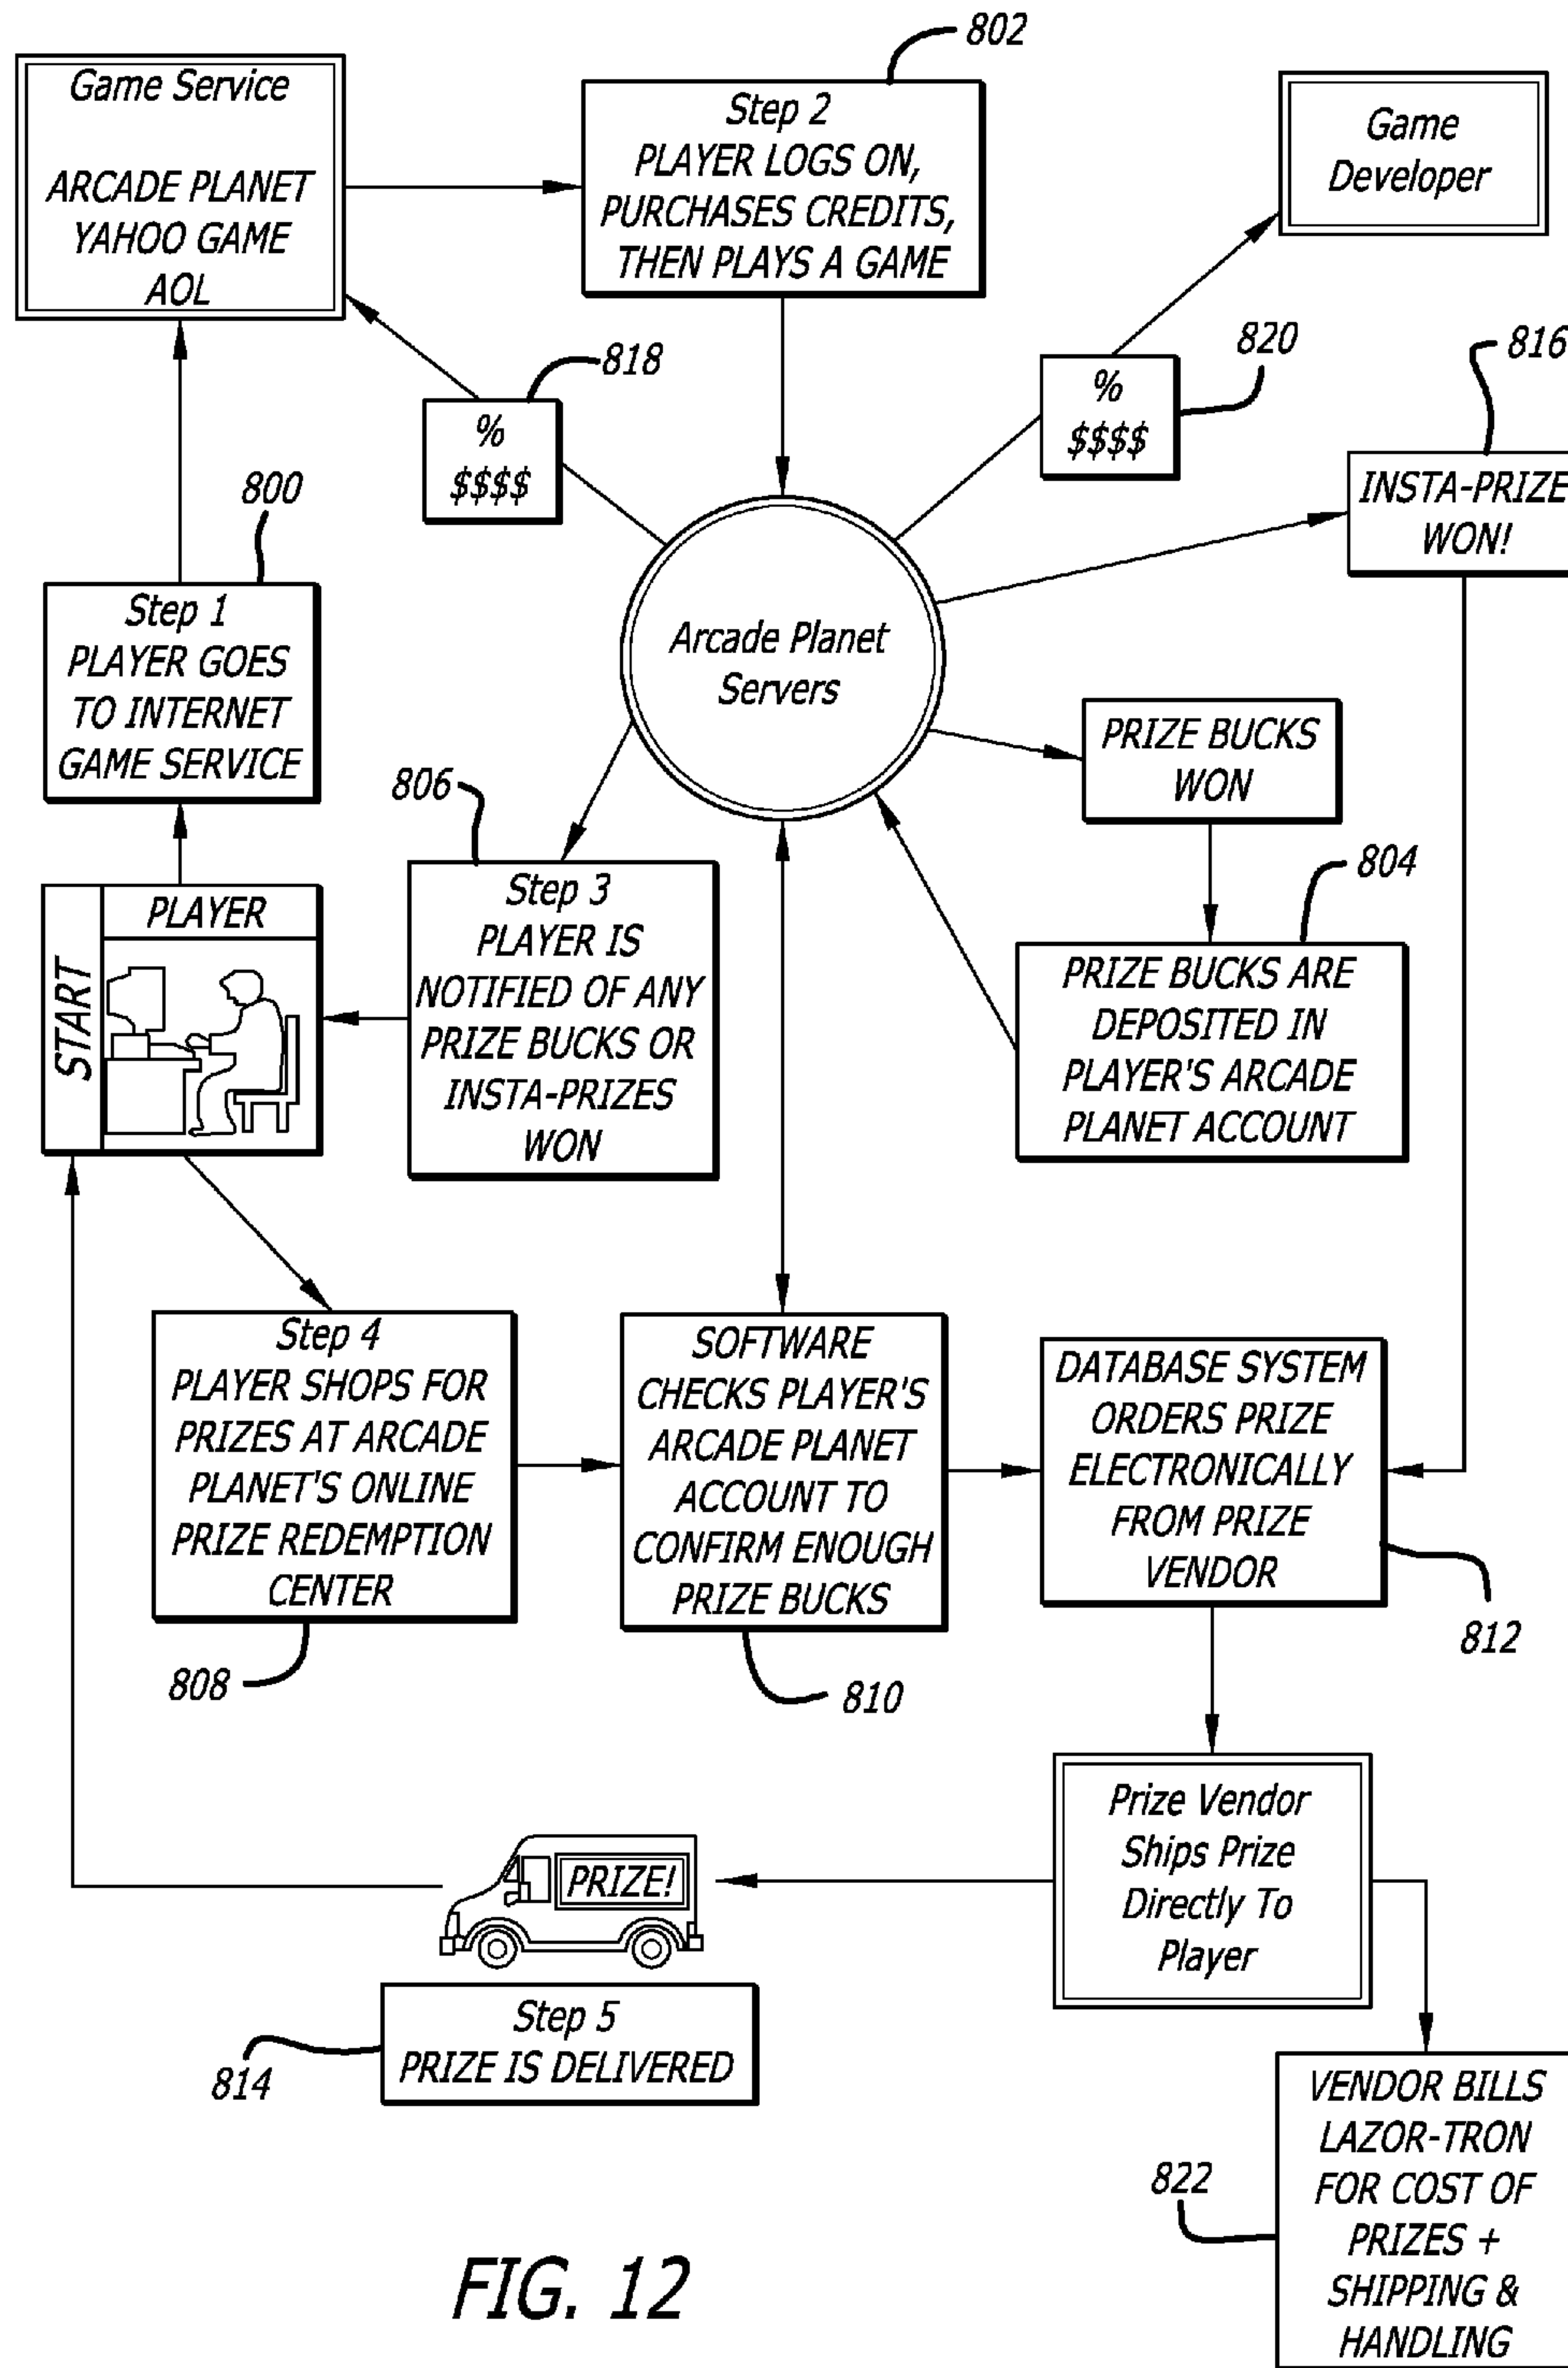 802
Game Service
ARCADE PLANET
YAHOO GAME
AOL
Step 2
PLAYER LOGS ON,
PURCHASES CREDITS,
THEN PLAYS A GAME
Game
Developer
818
%
$$$$
820
%
$$$$
816
INSTA-PRIZE
WON!
800
Step 1
PLAYER GOES
TO INTERNET
GAME SERVICE
Arcade Planet
Servers
PRIZE BUCKS
WON
806
804
START
PLAYER
Step 3
PLAYER IS
NOTIFIED OF ANY
PRIZE BUCKS OR
INSTA-PRIZES
WON
PRIZE BUCKS ARE
DEPOSITED IN
PLAYER'S ARCADE
PLANET ACCOUNT
Step 4
PLAYER SHOPS FOR
PRIZES AT ARCADE
PLANET'S ONLINE
PRIZE REDEMPTION
CENTER
808
SOFTWARE
CHECKS PLAYER'S
ARCADE PLANET
ACCOUNT TO
CONFIRM ENOUGH
PRIZE BUCKS
810
DATABASE SYSTEM
ORDERS PRIZE
ELECTRONICALLY
FROM PRIZE
VENDOR
812
PRIZE!
Prize Vendor
Ships Prize
Directly To
Player
Step 5
PRIZE IS DELIVERED
814
VENDOR BILLS
LAZOR-TRON
FOR COST OF
PRIZES +
SHIPPING &
HANDLING
822
FIG. 12